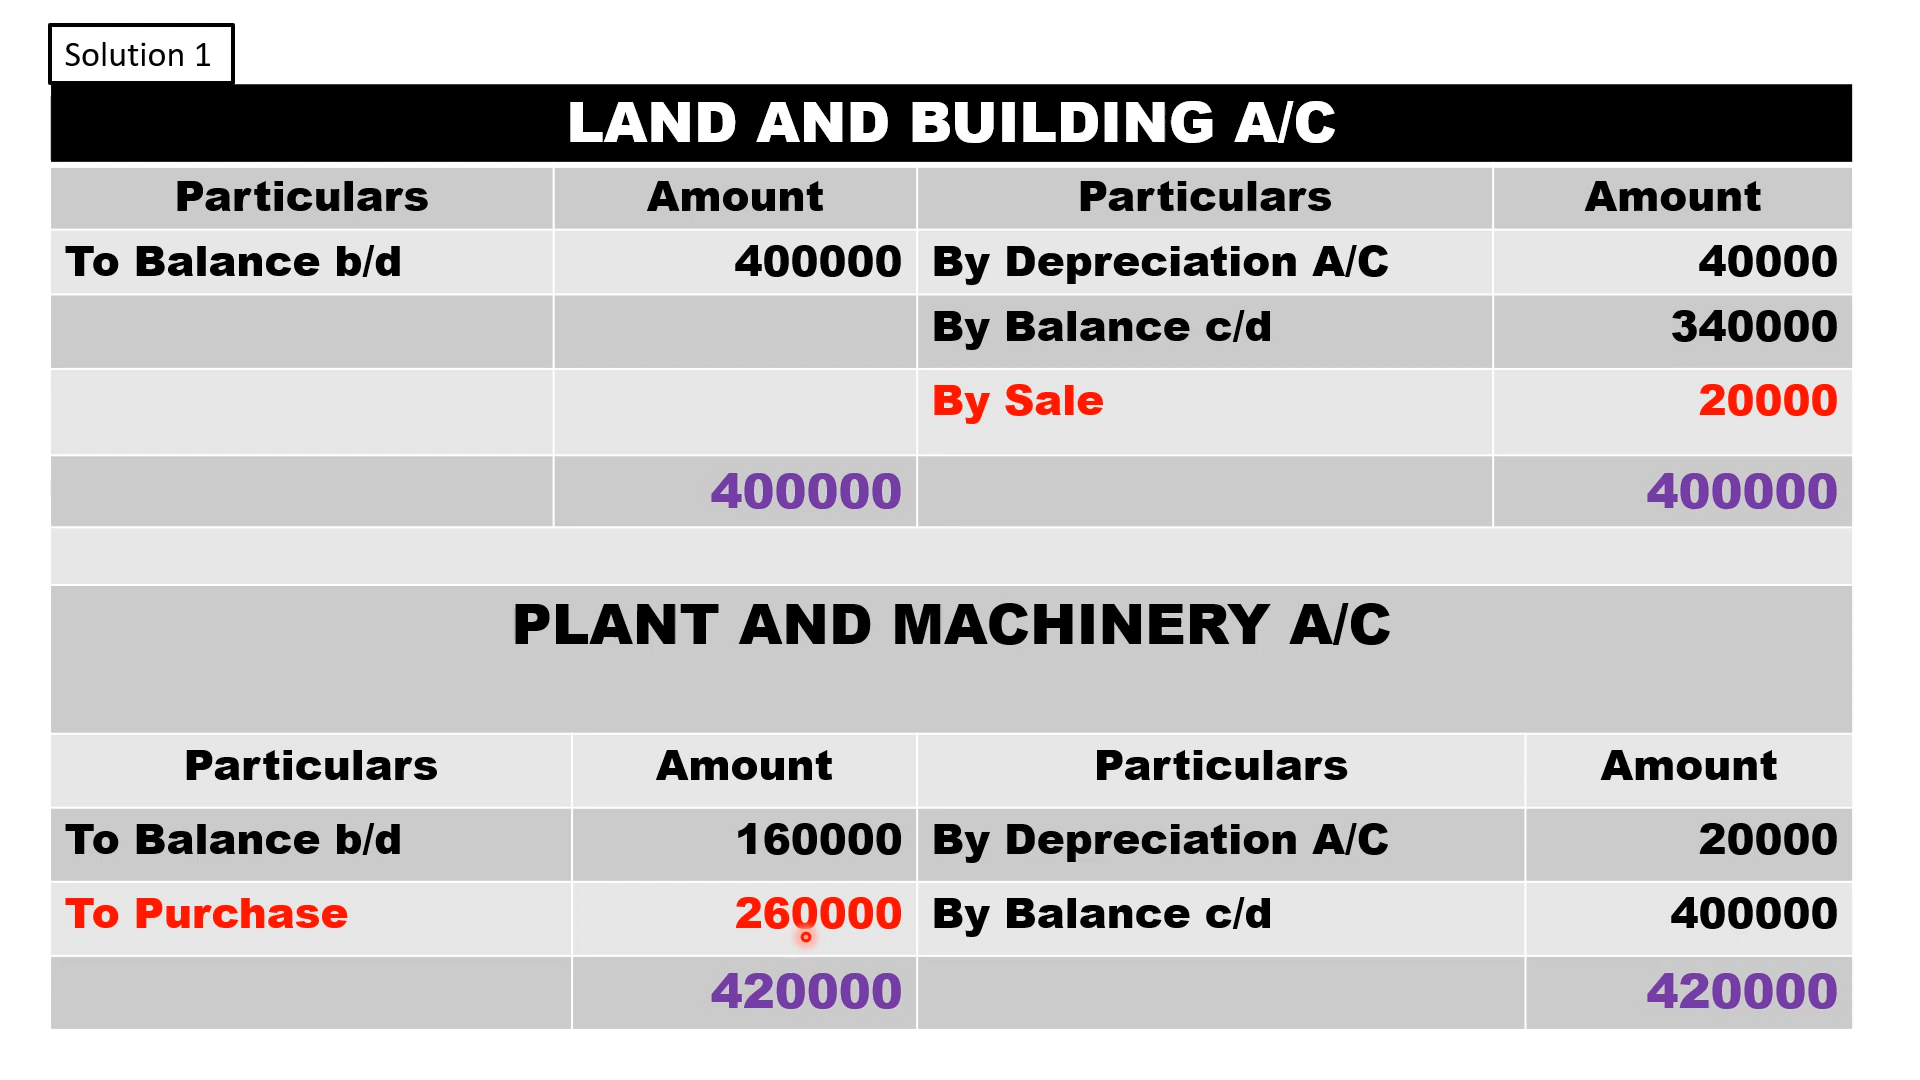 Solution 1
LAND AND BUILDING A/C
Particulars Amount Particulars Amount
To Balance b/d 400000 By Depreciation A/C 40000
By Balance c/d 340000
By Sale 20000
400000 400000
PLANT AND MACHINERY A/C
Particulars Amount Particulars Amount
To Balance b/d 160000 By Depreciation A/C 20000
To Purchase 260000 By Balance c/d 400000
420000 420000